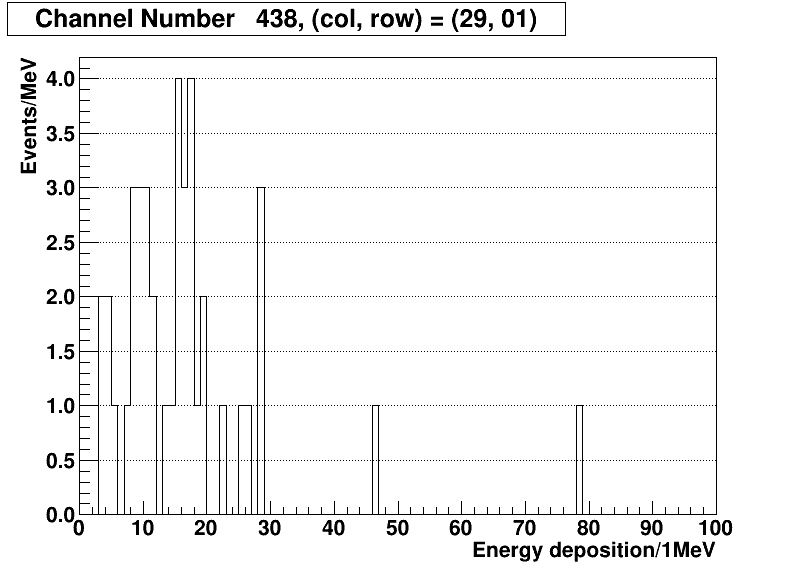 Channel Number 438, (col, row) = (29, 01)
Events/MeV
4.0
3.5
3.0
2.5
2.0
1.5
1.0
0.5
0.0
0 10 20 30 40 50 60 70 80 90 100
Energy deposition/1MeV